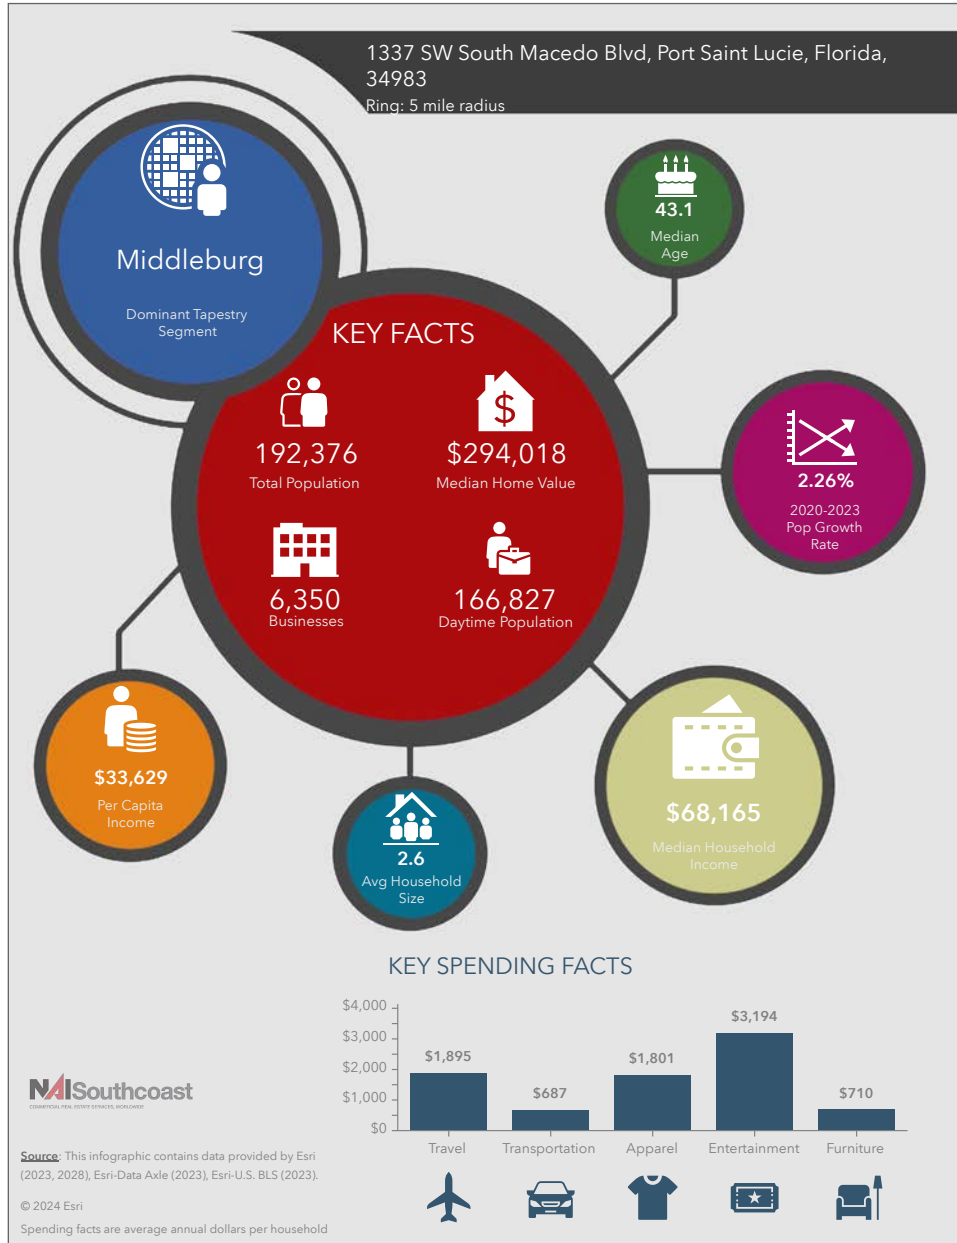 1337 SW South Macedo Blvd, Port Saint Lucie, Florida,
34983
Ring: 5 mile radius
Middleburg
Dominant Tapestry
Segment
43.1
Median
Age
KEY FACTS
192,376
Total Population
$294,018
Median Home Value
6,350
Businesses
166,827
Daytime Population
2.26%
2020-2023
Pop Growth
Rate
$33,629
Per Capita
Income
2.6
Avg Household
Size
$68,165
Median Household
Income
KEY SPENDING FACTS
$4,000
$3,000
$2,000
$1,000
$0
$1,895
$687
$1,801
$3,194
$710
Travel
Transportation
Apparel
Entertainment
Furniture
NAISouthcoast
COMMERCIAL REAL ESTATE SERVICES, WORLDWIDE
Source: This infographic contains data provided by Esri
(2023, 2028), Esri-Data Axle (2023), Esri-U.S. BLS (2023).
© 2024 Esri
Spending facts are average annual dollars per household